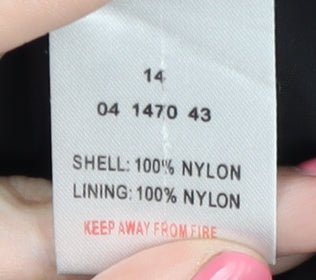 14
04 1470 43
SHELL: 100% NYLON
LINING: 100% NYLON
KEEP AWAY FROM FIRE